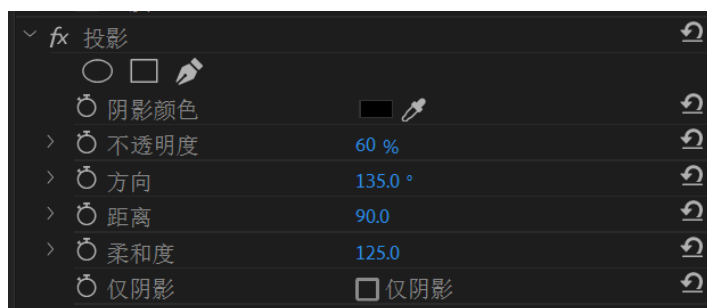 fx 投影
阴影颜色
不透明度 60 %
方向 135.0 °
距离 90.0
柔和度 125.0
仅阴影 仅阴影